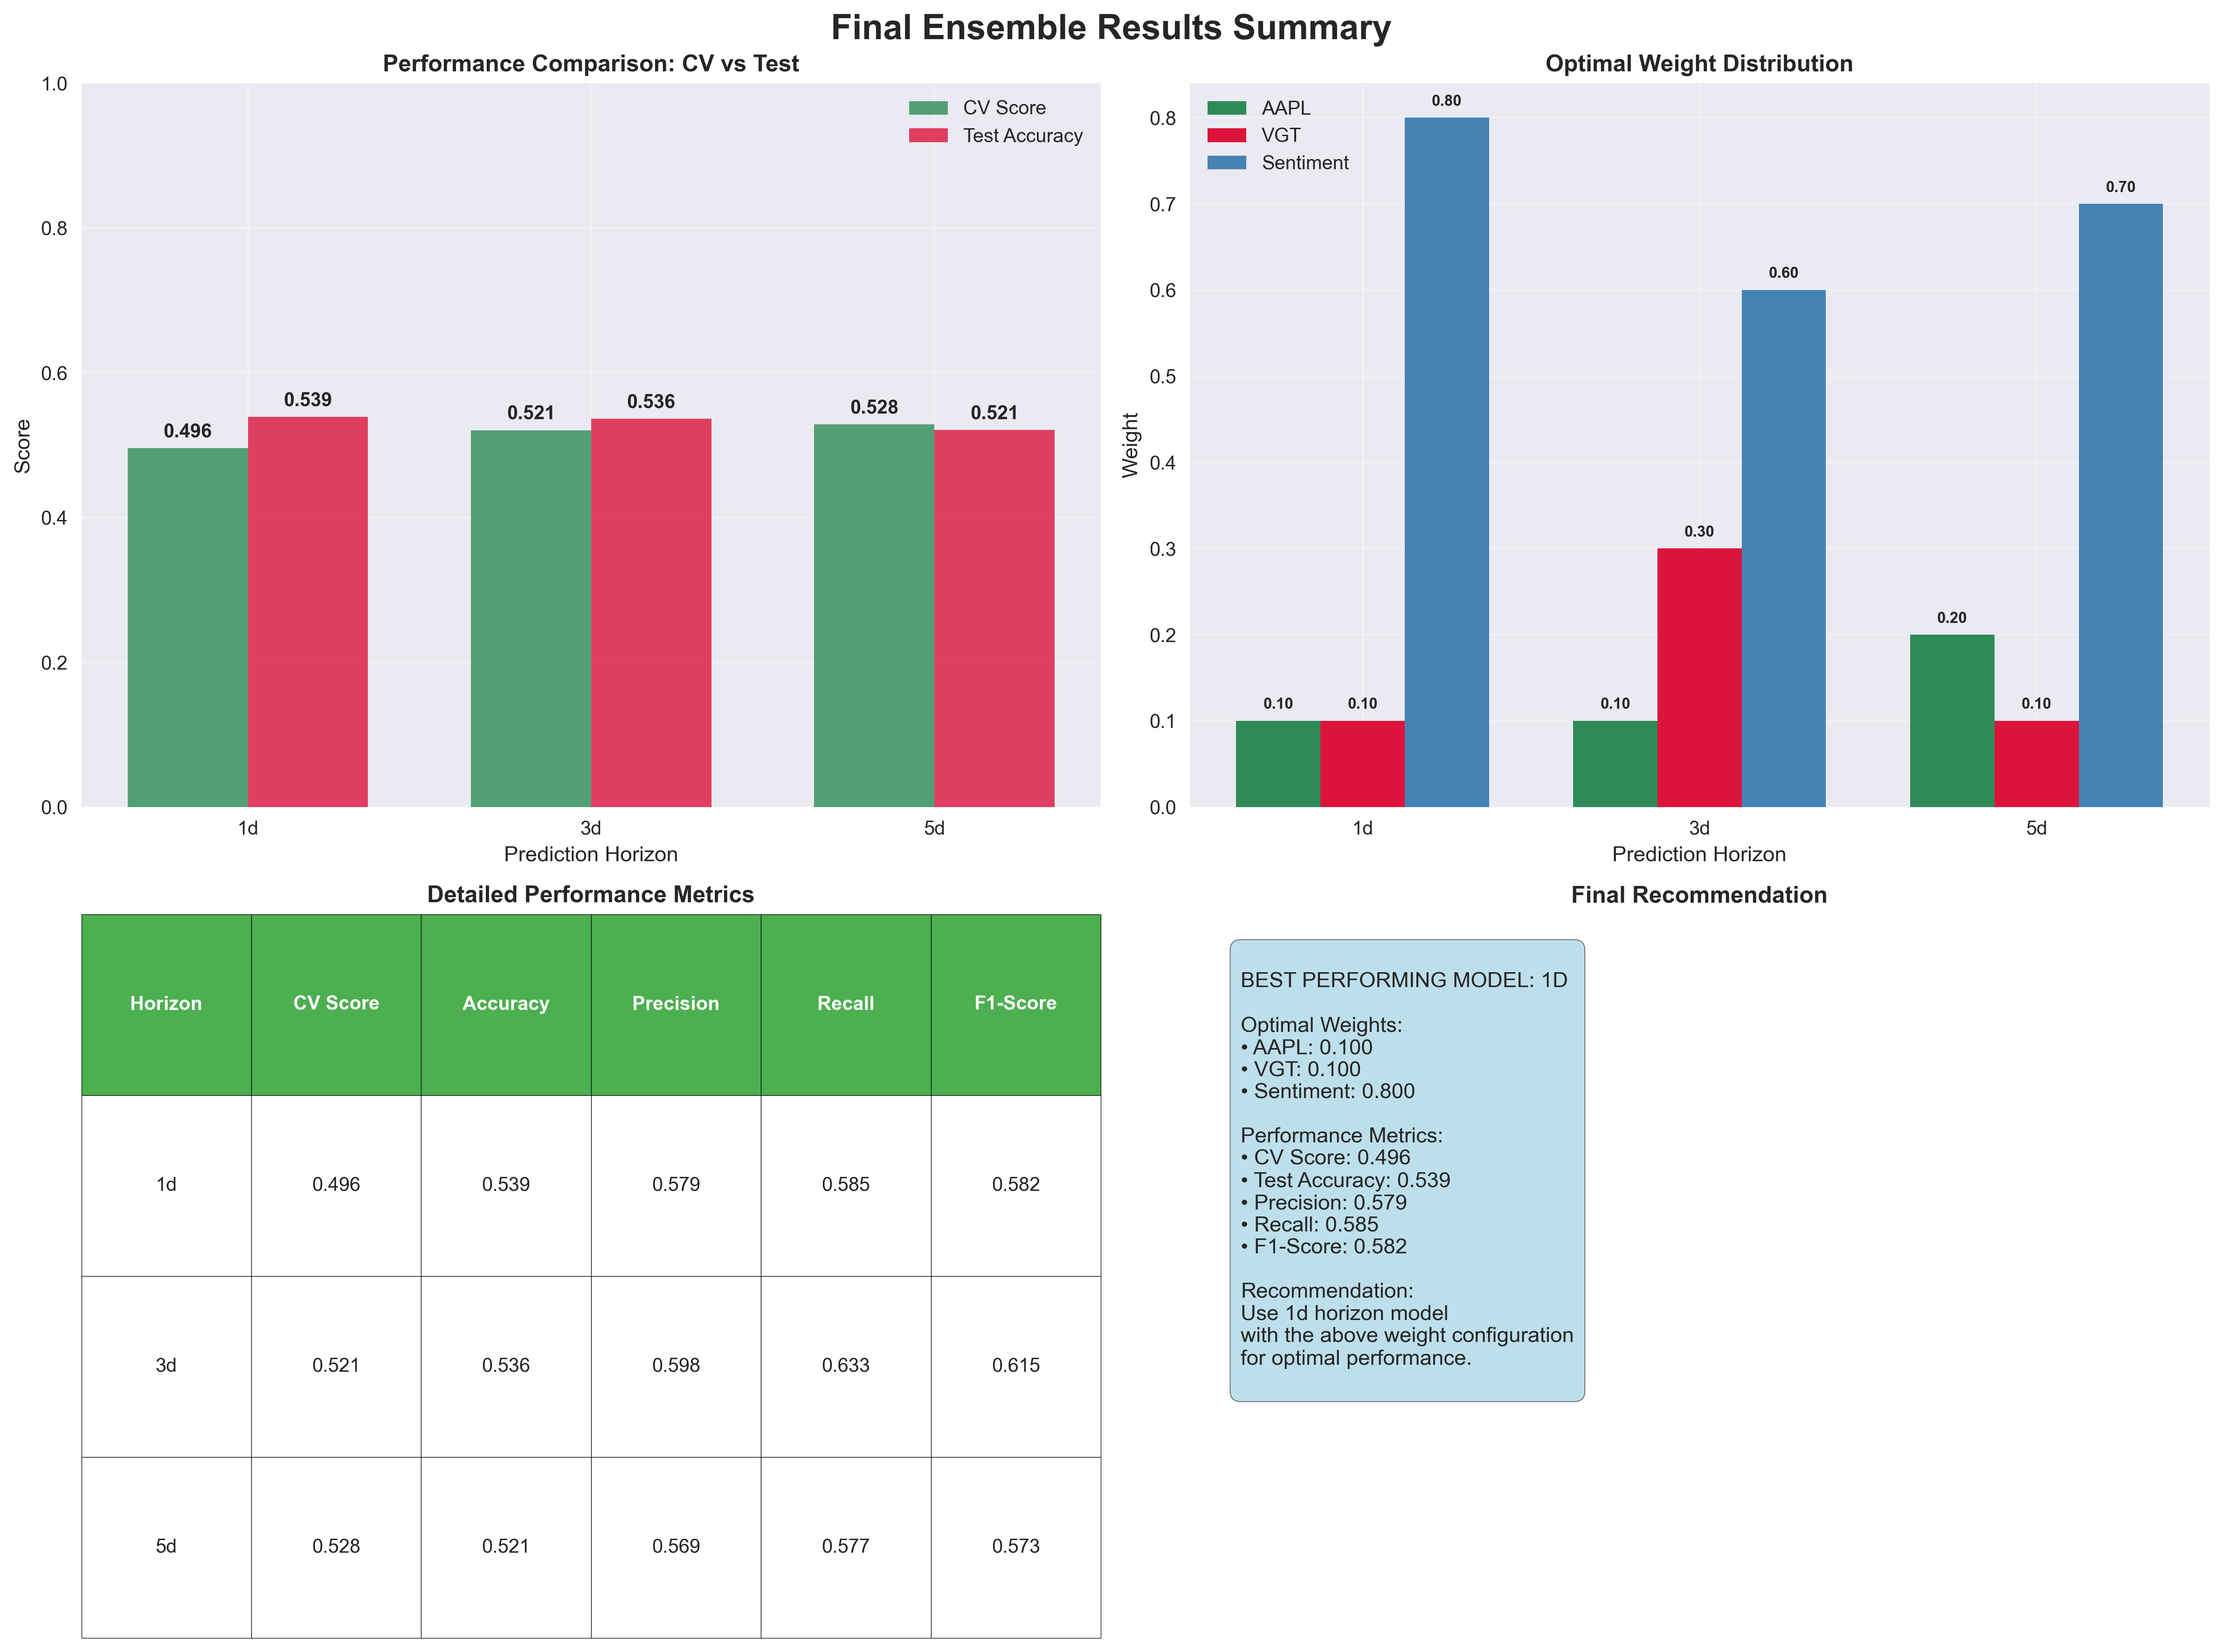 Final Ensemble Results Summary
Performance Comparison: CV vs Test
CV Score
Test Accuracy
Score
1.0
0.8
0.6
0.4
0.2
0.0
0.496
0.539
0.521
0.536
0.528
0.521
1d
3d
5d
Prediction Horizon
Optimal Weight Distribution
AAPL
VGT
Sentiment
Weight
0.8
0.7
0.6
0.5
0.4
0.3
0.2
0.1
0.0
0.10
0.10
0.80
0.10
0.30
0.60
0.20
0.10
0.70
1d
3d
5d
Prediction Horizon
Detailed Performance Metrics
Horizon CV Score Accuracy Precision Recall F1-Score
1d 0.496 0.539 0.579 0.585 0.582
3d 0.521 0.536 0.598 0.633 0.615
5d 0.528 0.521 0.569 0.577 0.573
Final Recommendation
BEST PERFORMING MODEL: 1D
Optimal Weights:
• AAPL: 0.100
• VGT: 0.100
• Sentiment: 0.800
Performance Metrics:
• CV Score: 0.496
• Test Accuracy: 0.539
• Precision: 0.579
• Recall: 0.585
• F1-Score: 0.582
Recommendation:
Use 1d horizon model
with the above weight configuration
for optimal performance.